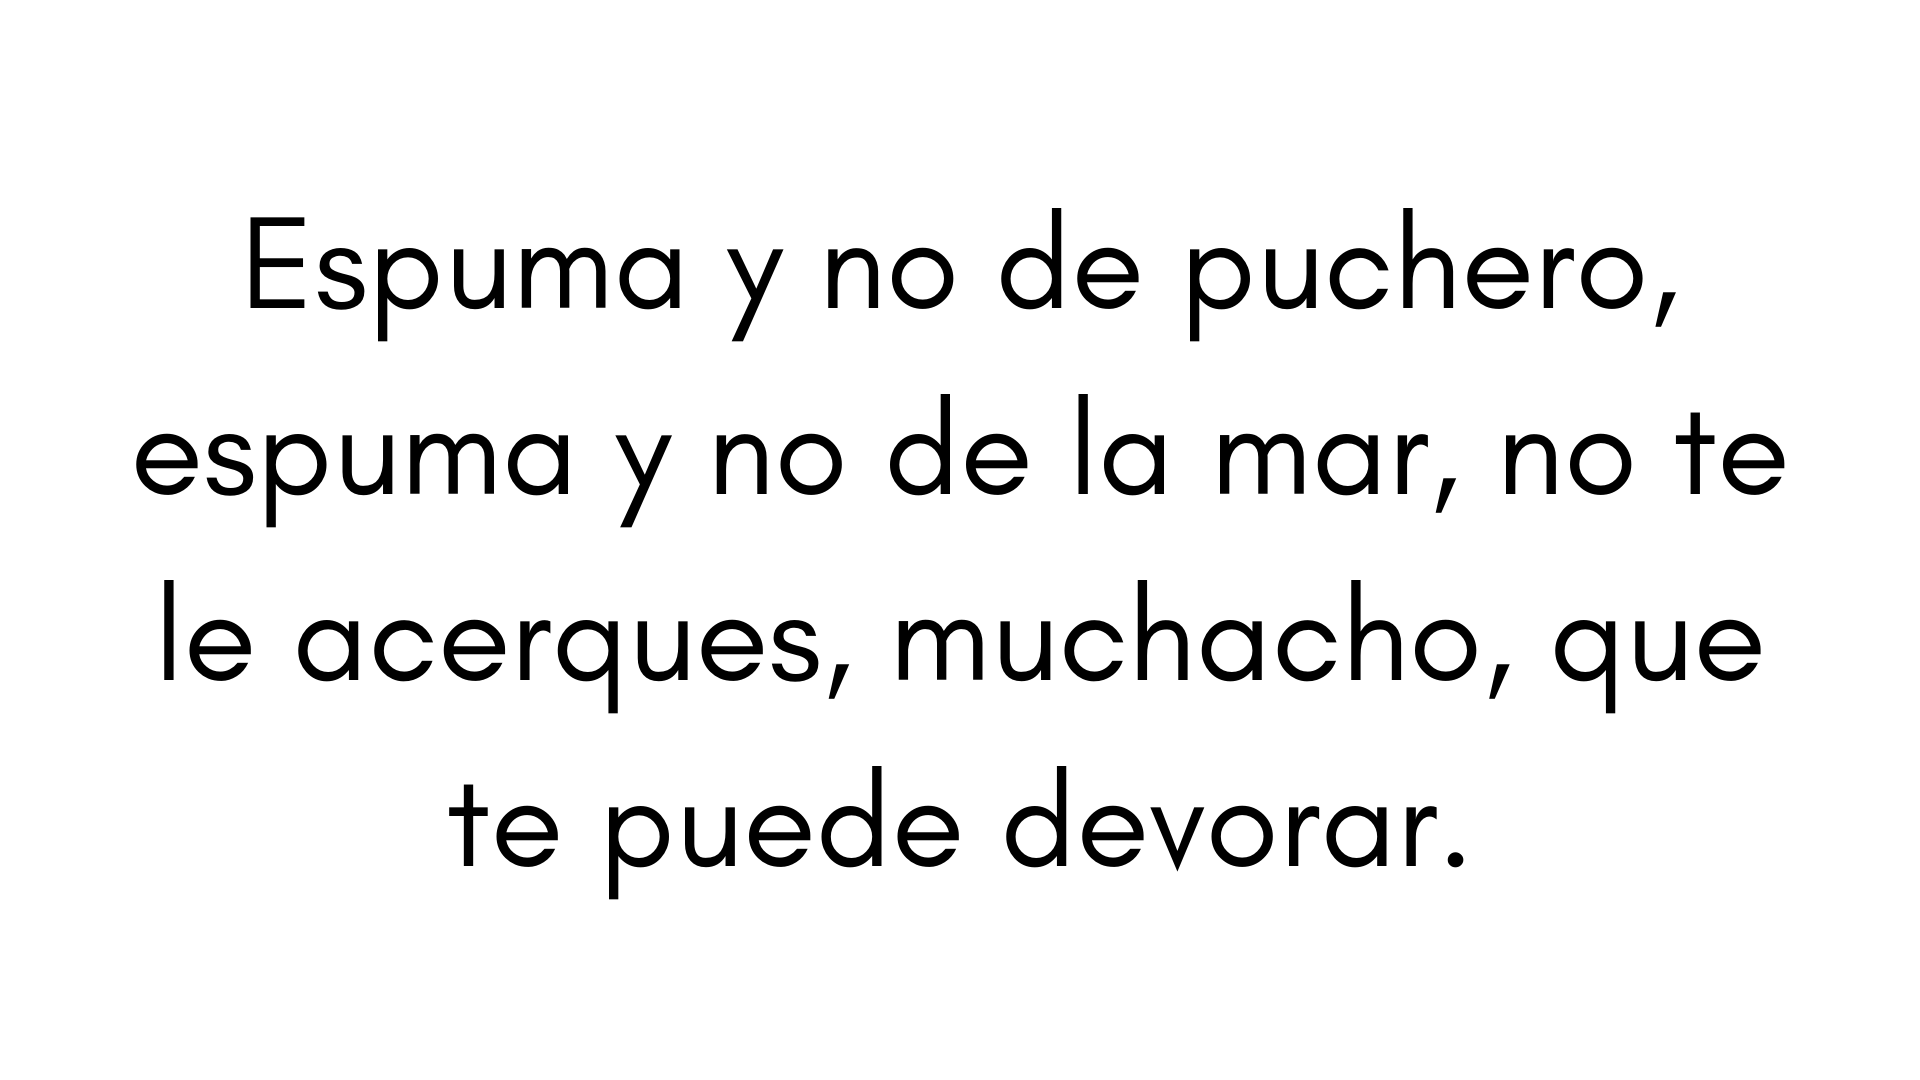 Espuma y no de puchero,
espuma y no de la mar, no te
le acerques, muchacho, que
te puede devorar.